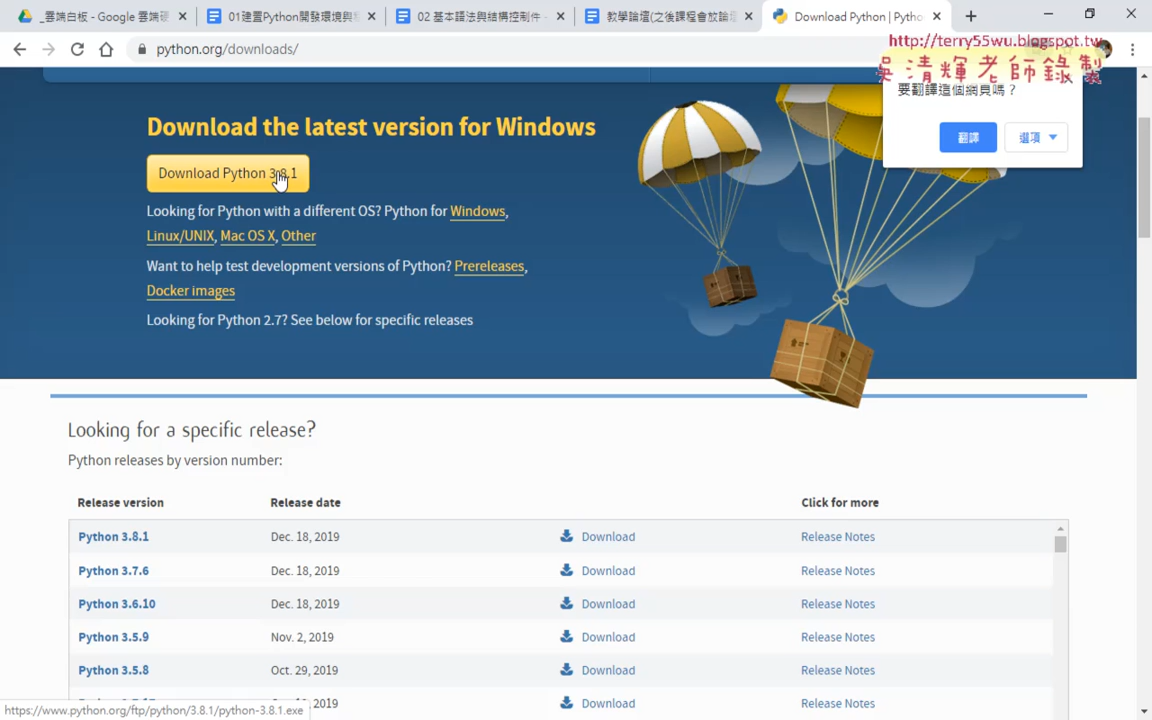 _雲端白板 - Google 雲端硬
01建置Python開發環境與
02 基本語法與結構控制件 -
教學論壇(之後課程會放論壇
Download Python | Pytho
python.org/downloads/
http://terry55wu.blogspot.tw
吳清輝老師錄製
要翻譯這個網頁嗎？
翻譯
選項
Download the latest version for Windows
Download Python 3.8.1
Looking for Python with a different OS? Python for Windows,
Linux/UNIX, Mac OS X, Other
Want to help test development versions of Python? Prereleases,
Docker images
Looking for Python 2.7? See below for specific releases
Looking for a specific release?
Python releases by version number:
Release version Release date Click for more
Python 3.8.1 Dec. 18, 2019 Download Release Notes
Python 3.7.6 Dec. 18, 2019 Download Release Notes
Python 3.6.10 Dec. 18, 2019 Download Release Notes
Python 3.5.9 Nov. 2, 2019 Download Release Notes
Python 3.5.8 Oct. 29, 2019 Download Release Notes
2019 Download Release Notes
https://www.python.org/ftp/python/3.8.1/python-3.8.1.exe